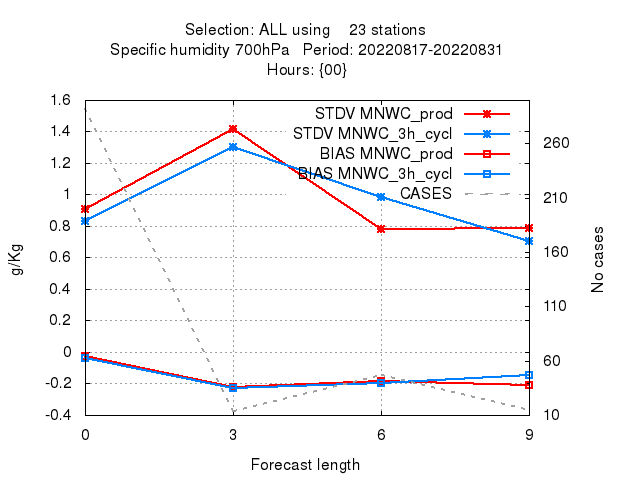 Selection: ALL using    23 stations
Specific humidity 700hPa   Period: 20220817-20220831
Hours: {00}
STDV MNWC_prod
STDV MNWC_3h_cycl
BIAS MNWC_prod
BIAS MNWC_3h_cycl
CASES
1.6
1.4
1.2
1
0.8
0.6
0.4
0.2
0
-0.2
-0.4
g/Kg
260
210
160
110
60
10
No cases
0 3 6 9
Forecast length